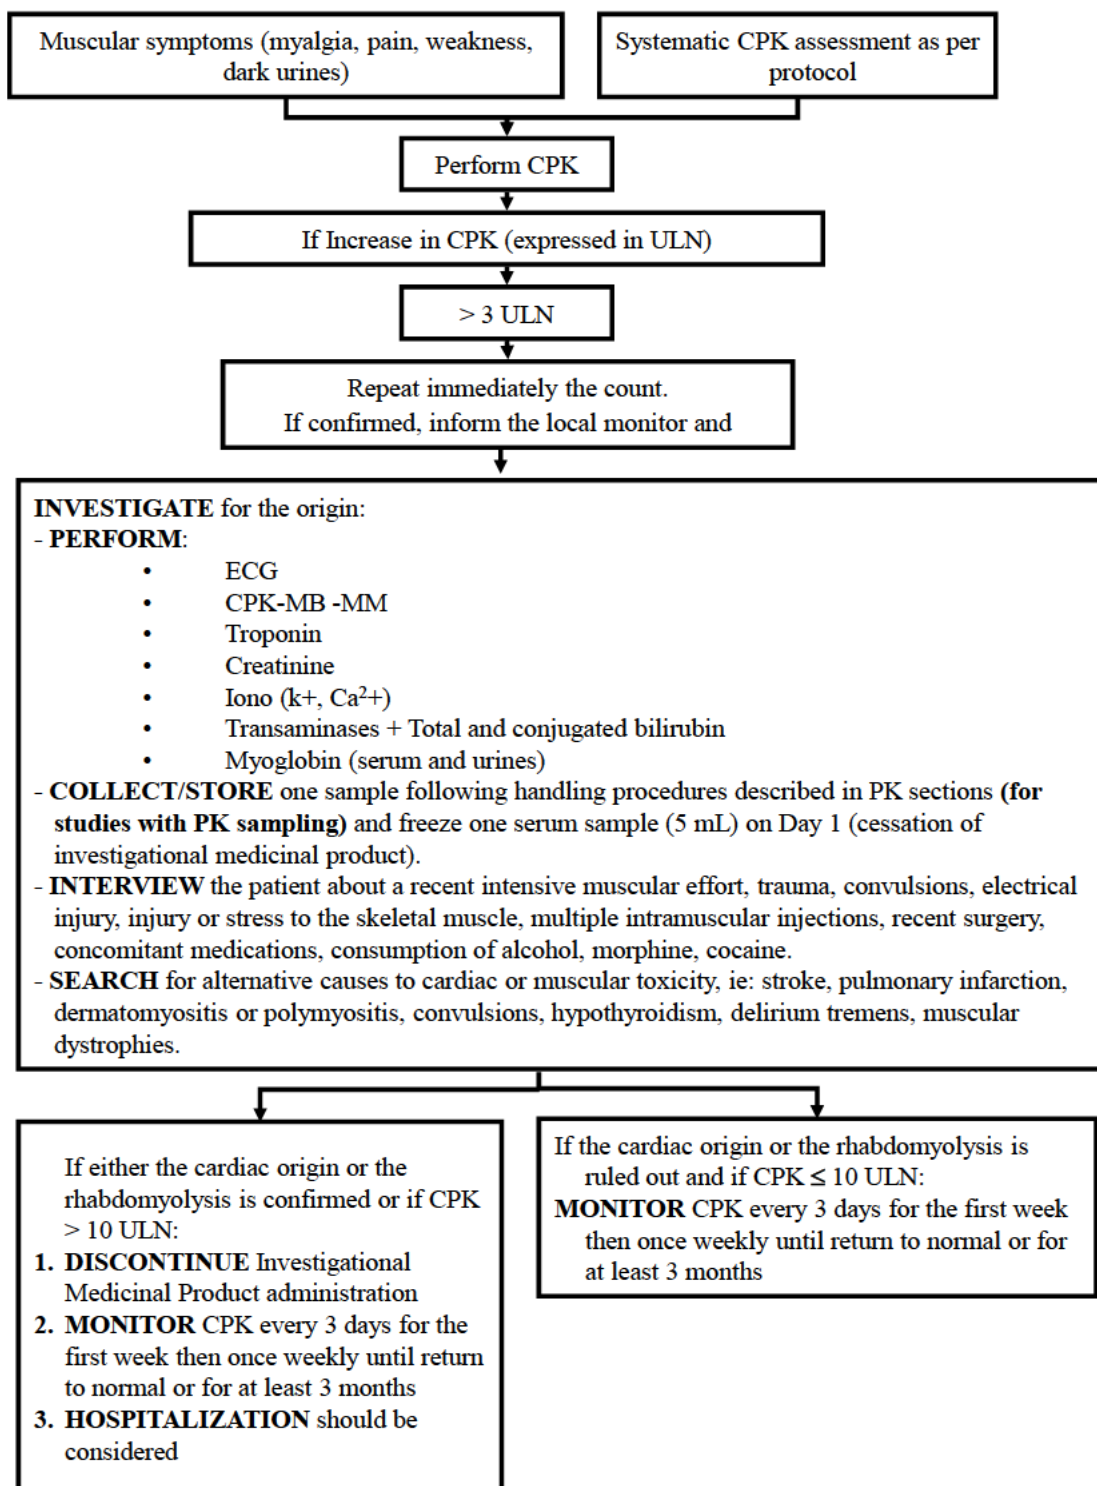 Muscular symptoms (myalgia, pain, weakness,
dark urines)
Systematic CPK assessment as per
protocol
Perform CPK
If Increase in CPK (expressed in ULN)
> 3 ULN
Repeat immediately the count.
If confirmed, inform the local monitor and
INVESTIGATE for the origin:
- PERFORM:
• ECG
• CPK-MB -MM
• Troponin
• Creatinine
• Iono (k+, Ca²+)
• Transaminases + Total and conjugated bilirubin
• Myoglobin (serum and urines)
- COLLECT/STORE one sample following handling procedures described in PK sections (for
studies with PK sampling) and freeze one serum sample (5 mL) on Day 1 (cessation of
investigational medicinal product).
- INTERVIEW the patient about a recent intensive muscular effort, trauma, convulsions, electrical
injury, injury or stress to the skeletal muscle, multiple intramuscular injections, recent surgery,
concomitant medications, consumption of alcohol, morphine, cocaine.
- SEARCH for alternative causes to cardiac or muscular toxicity, ie: stroke, pulmonary infarction,
dermatomyositis or polymyositis, convulsions, hypothyroidism, delirium tremens, muscular
dystrophies.
If either the cardiac origin or the
rhabdomyolysis is confirmed or if CPK
> 10 ULN:
1. DISCONTINUE Investigational
Medicinal Product administration
2. MONITOR CPK every 3 days for the
first week then once weekly until return
to normal or for at least 3 months
3. HOSPITALIZATION should be
considered
If the cardiac origin or the rhabdomyolysis is
ruled out and if CPK ≤ 10 ULN:
MONITOR CPK every 3 days for the first week
then once weekly until return to normal or for
at least 3 months